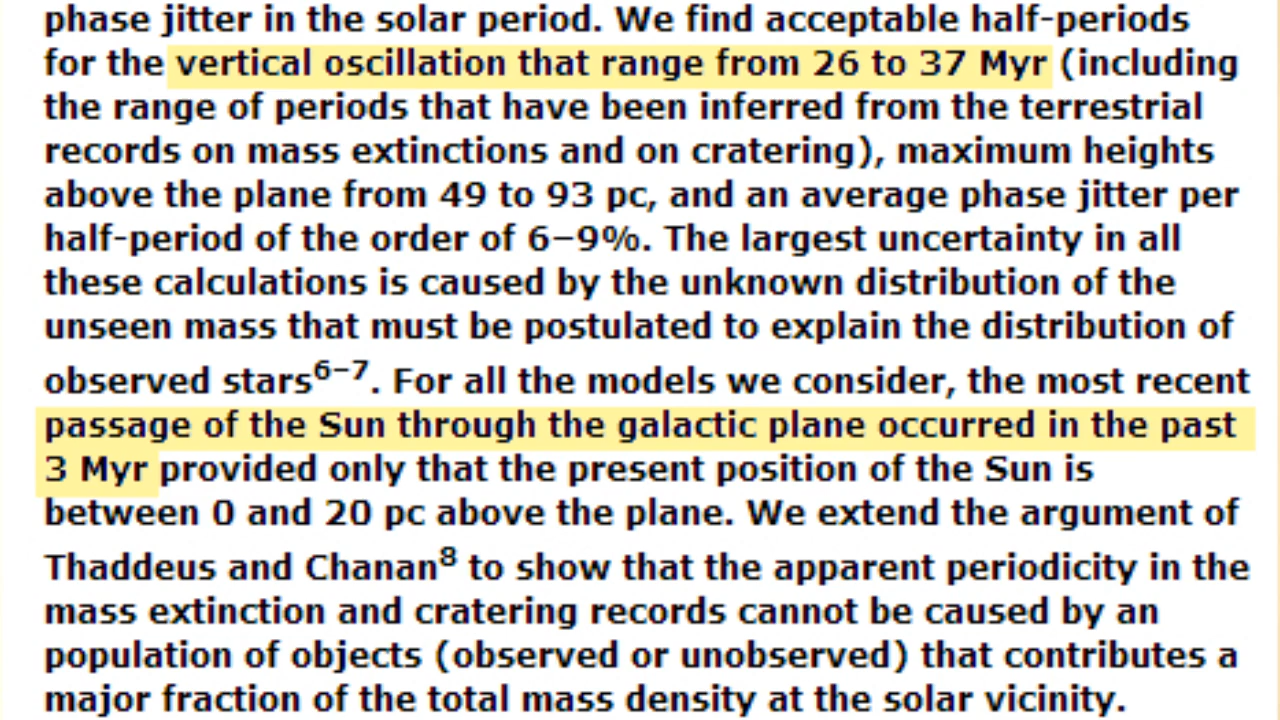 phase jitter in the solar period. We find acceptable half-periods
for the vertical oscillation that range from 26 to 37 Myr (including
the range of periods that have been inferred from the terrestrial
records on mass extinctions and on cratering), maximum heights
above the plane from 49 to 93 pc, and an average phase jitter per
half-period of the order of 6–9%. The largest uncertainty in all
these calculations is caused by the unknown distribution of the
unseen mass that must be postulated to explain the distribution of
observed stars⁶⁻⁷. For all the models we consider, the most recent
passage of the Sun through the galactic plane occurred in the past
3 Myr provided only that the present position of the Sun is
between 0 and 20 pc above the plane. We extend the argument of
Thaddeus and Chanan⁸ to show that the apparent periodicity in the
mass extinction and cratering records cannot be caused by an
population of objects (observed or unobserved) that contributes a
major fraction of the total mass density at the solar vicinity.